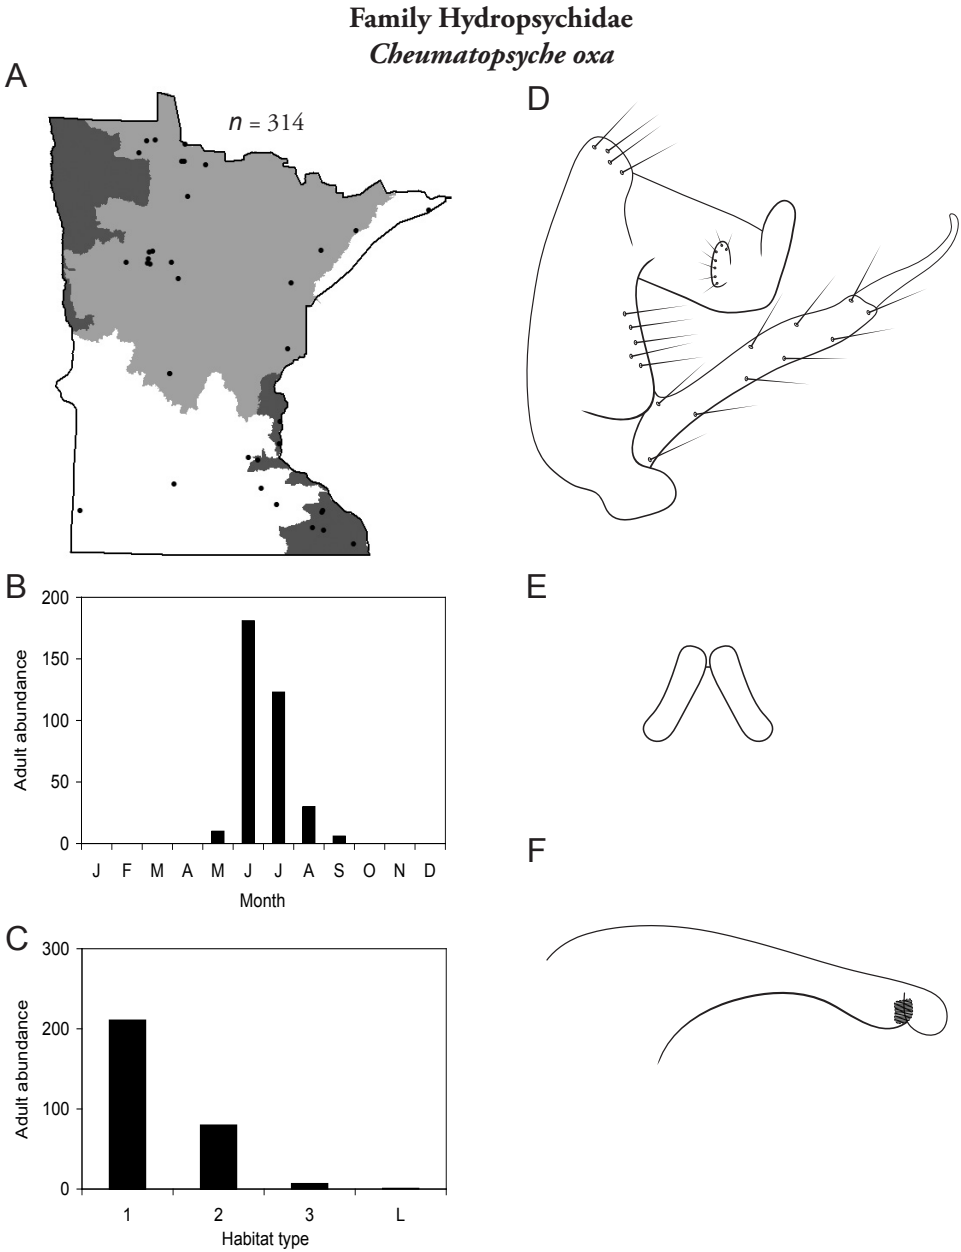 Family Hydropsychidae
Cheumatopsyche oxa
A
n = 314
D
B
200
150
100
50
0
Adult abundance
J F M A M J J A S O N D
Month
E
C
300
200
100
0
Adult abundance
1 2 3 L
Habitat type
F